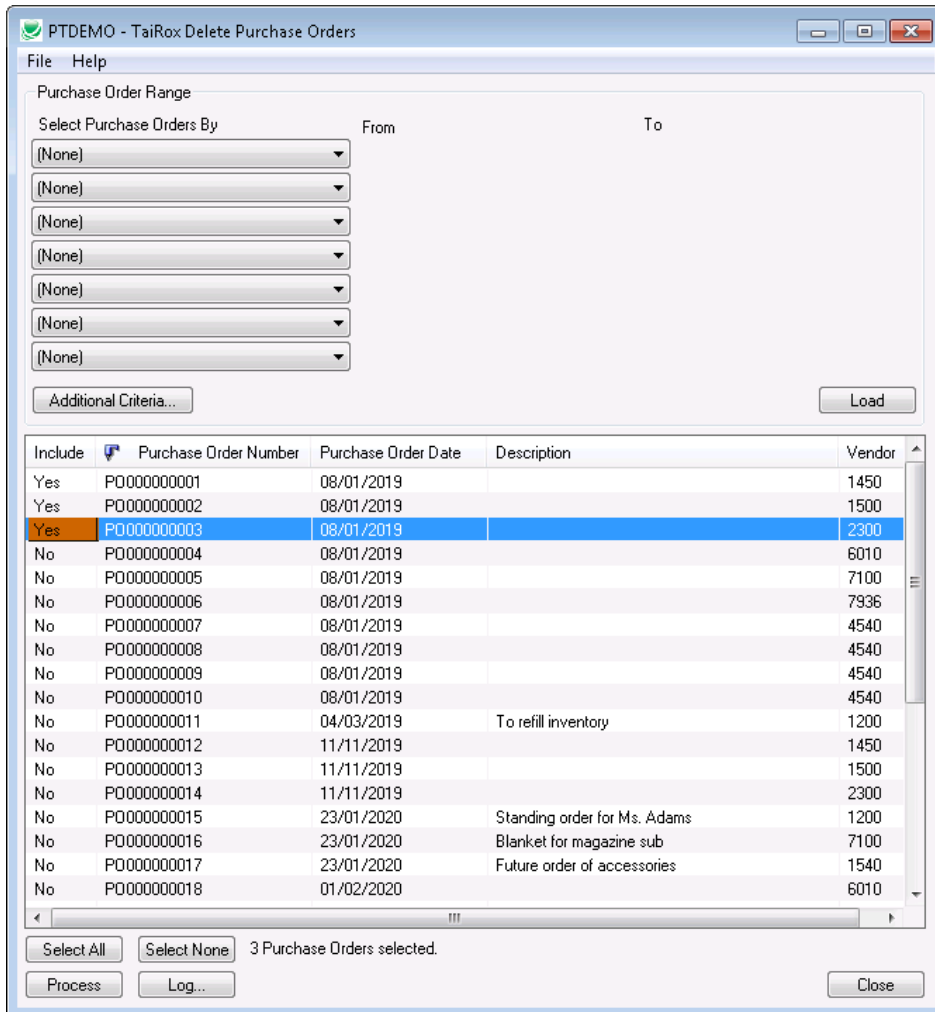 PTDEMO - TaiRox Delete Purchase Orders
File Help
Purchase Order Range
Select Purchase Orders By From To
(None)
(None)
(None)
(None)
(None)
(None)
(None)
Additional Criteria... Load
Include Purchase Order Number Purchase Order Date Description Vendor
Yes PO000000001 08/01/2019 1450
Yes PO000000002 08/01/2019 1500
Yes PO000000003 08/01/2019 2300
No PO000000004 08/01/2019 6010
No PO000000005 08/01/2019 7100
No PO000000006 08/01/2019 7936
No PO000000007 08/01/2019 4540
No PO000000008 08/01/2019 4540
No PO000000009 08/01/2019 4540
No PO000000010 08/01/2019 4540
No PO000000011 04/03/2019 To refill inventory 1200
No PO000000012 11/11/2019 1450
No PO000000013 11/11/2019 1500
No PO000000014 11/11/2019 2300
No PO000000015 23/01/2020 Standing order for Ms. Adams 1200
No PO000000016 23/01/2020 Blanket for magazine sub 7100
No PO000000017 23/01/2020 Future order of accessories 1540
No PO000000018 01/02/2020 6010
Select All Select None 3 Purchase Orders selected.
Process Log... Close